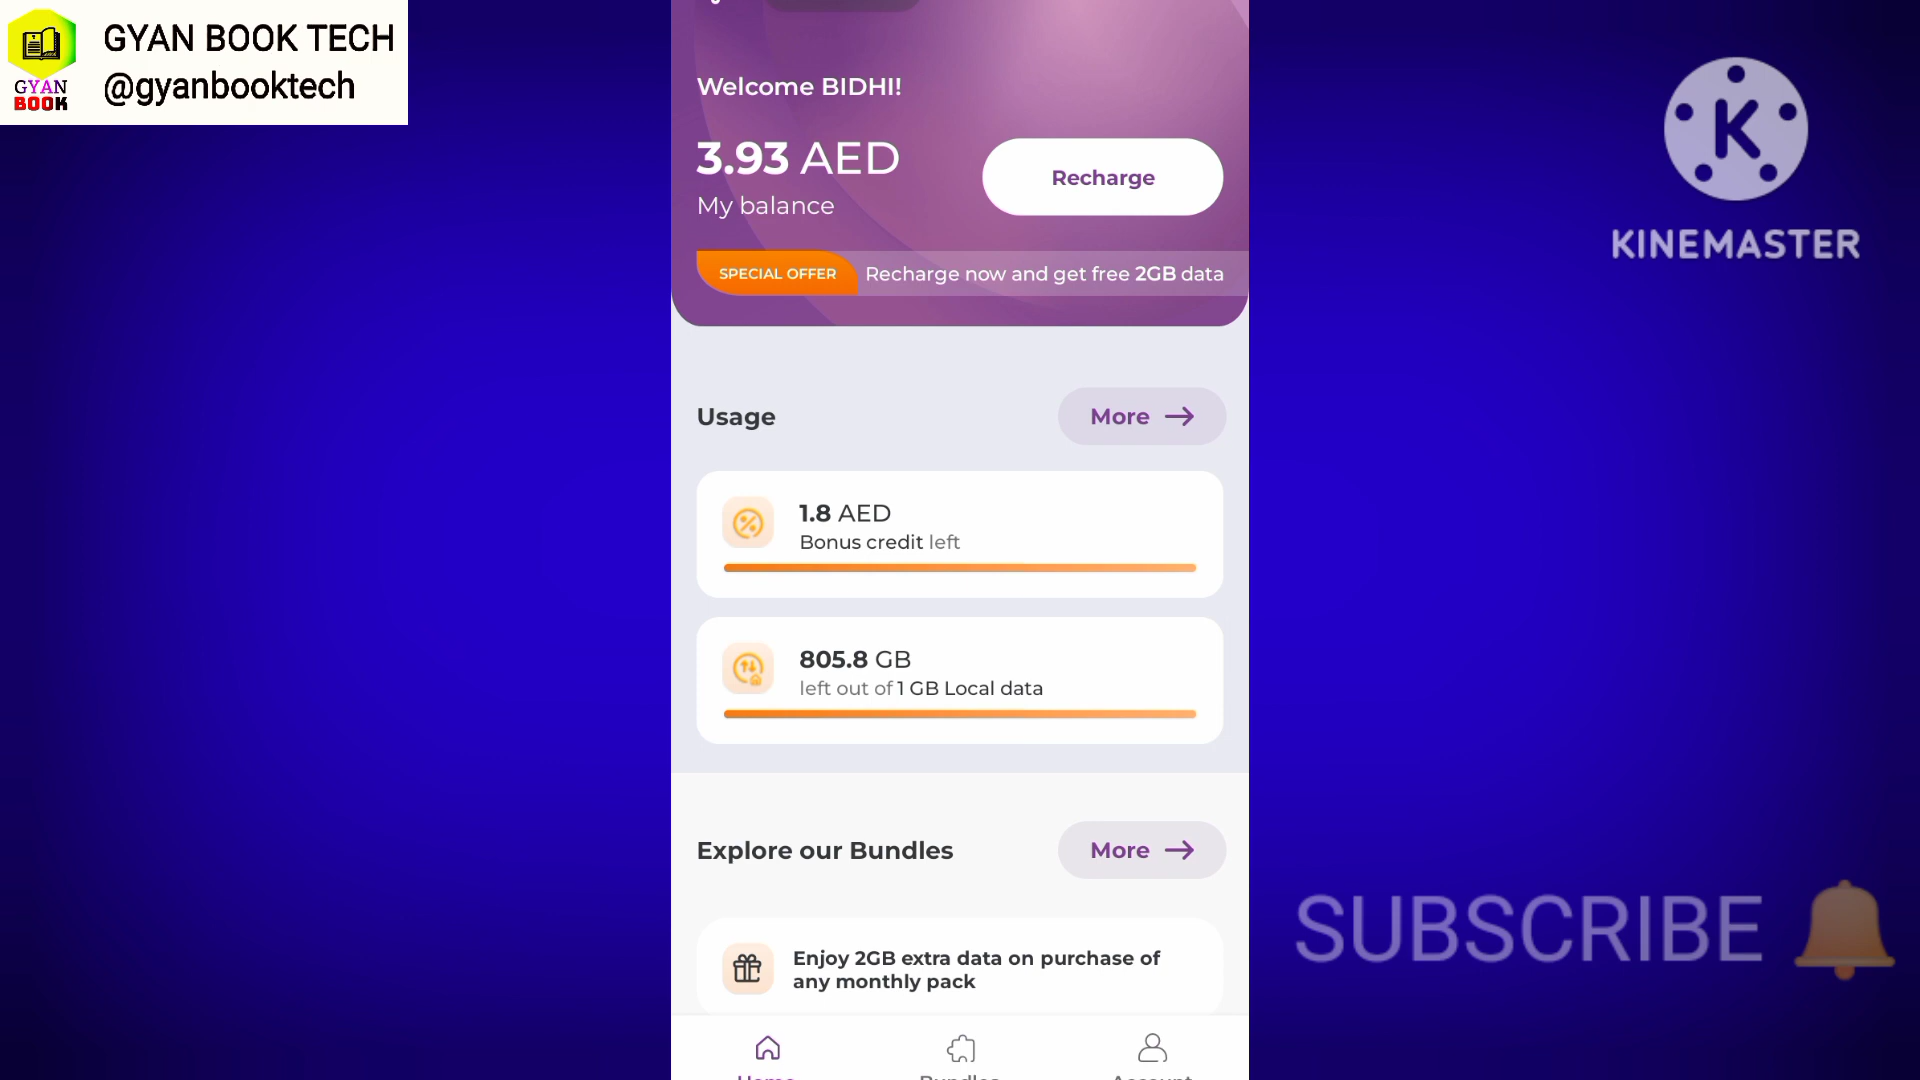 GYAN BOOK TECH
@gyanbooktech
GYAN
BOOK
Welcome BIDHI!
3.93 AED
My balance
Recharge
SPECIAL OFFER Recharge now and get free 2GB data
Usage
More
1.8 AED
Bonus credit left
805.8 GB
left out of 1 GB Local data
Explore our Bundles
More
Enjoy 2GB extra data on purchase of
any monthly pack
Home Bundles Account
K
KINEMASTER
SUBSCRIBE